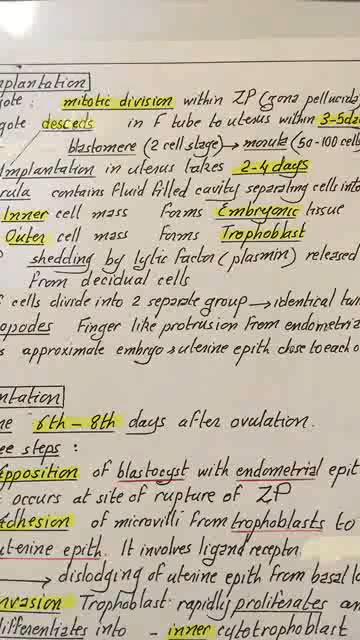 mplantation
gote : mitotic division within ZP (zona pellucida)
gote desceds in F tube to uterus within 3-5da
blastomere (2 cell stage) → morula (50-100 cells
Implantation in uterus takes 2-4 days
rula contains fluid filled cavity separating cells into
Inner cell mass forms Embryonic tissue
Outer cell mass forms Trophoblast
shedding by lytic factor (plasmin) released
from decidual cells
F cells divide into 2 separate group → identical tw
opodes Finger like protrusion from endometri
s approximate embryo & uterine epith close to each o
ntation
ne 6th - 8th days after ovulation.
ee steps :
Apposition of blastocyst with endometrial epit
occurs at site of rupture of ZP
Adhesion of microvilli from trophoblasts to
uterine epith. It involves ligand receptor
→ dislodging of uterine epith from basal l
nvasion Trophoblast rapidly proliferates an
differentiates into - inner cytotrophoblast